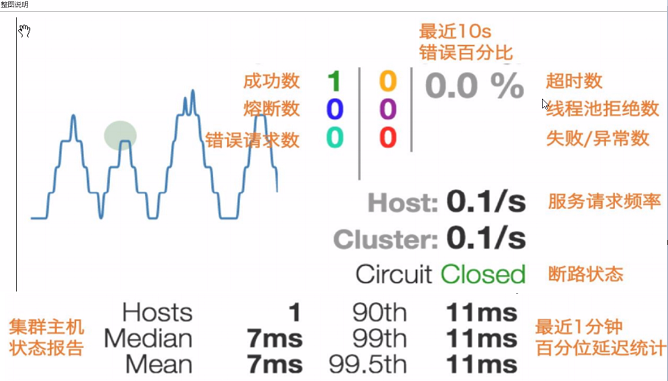 整图说明
最近10s
错误百分比
成功数 1 0 0.0 % 超时数
熔断数 0 0 线程池拒绝数
错误请求数 0 0 失败/异常数
Host: 0.1/s 服务请求频率
Cluster: 0.1/s
Circuit Closed 断路状态
集群主机
状态报告
Hosts 1 90th 11ms
Median 7ms 99th 11ms
Mean 7ms 99.5th 11ms
最近1分钟
百分位延迟统计